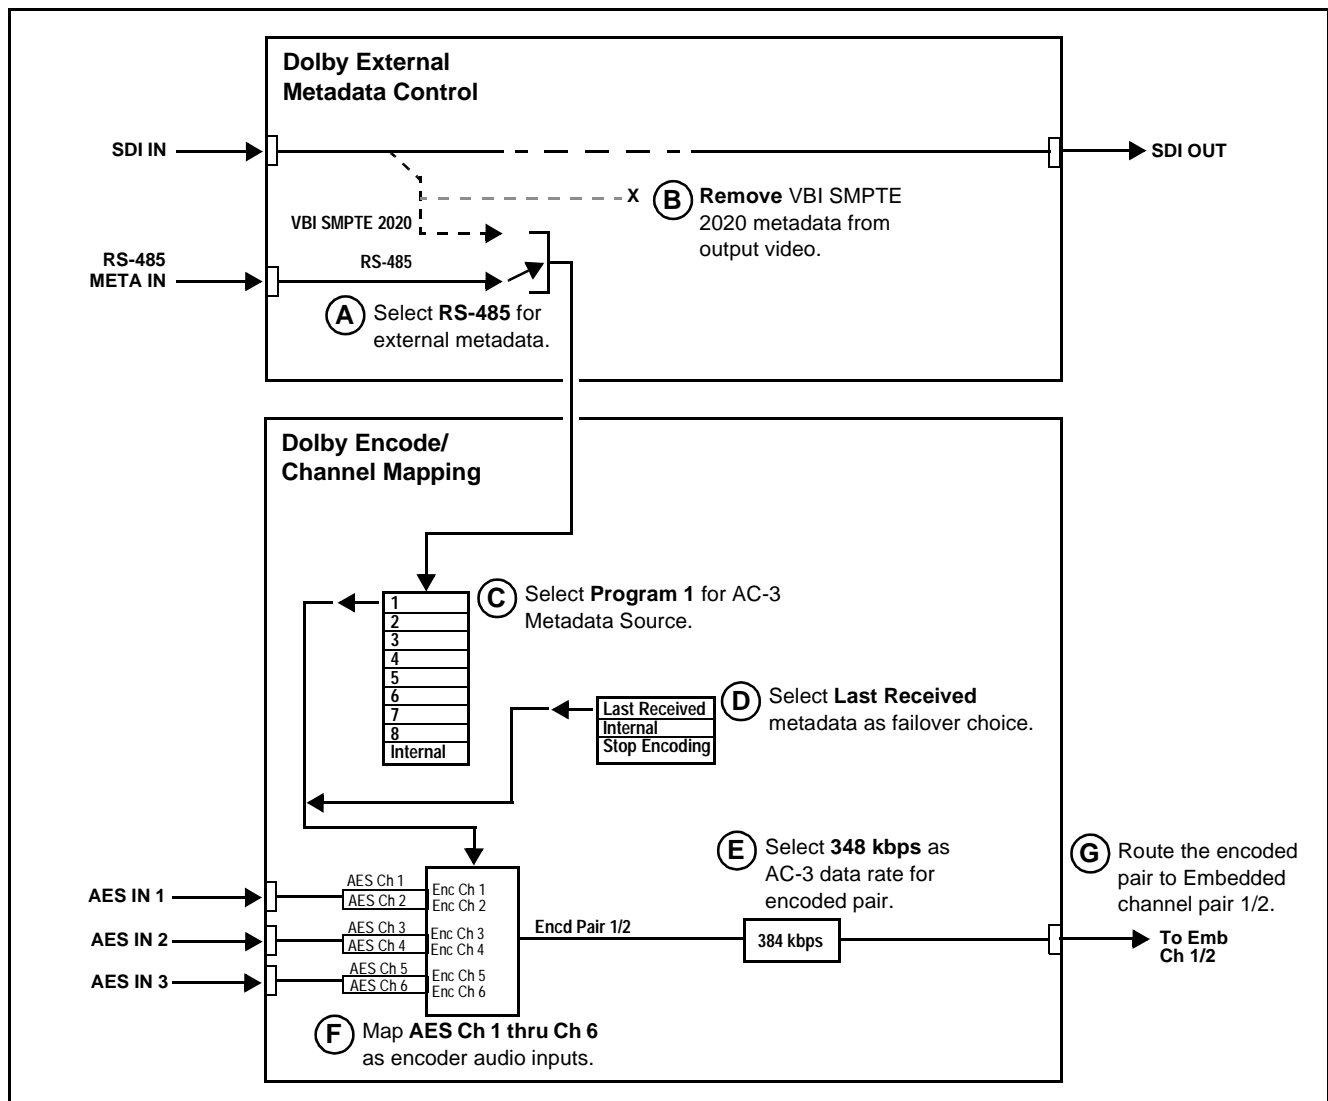 Dolby External
Metadata Control
SDI IN
SDI OUT
X
B
Remove VBI SMPTE
2020 metadata from
output video.
VBI SMPTE 2020
RS-485
META IN
RS-485
A
Select RS-485 for
external metadata.
Dolby Encode/
Channel Mapping
1
2
3
4
5
6
7
8
Internal
C
Select Program 1 for AC-3
Metadata Source.
Last Received
Internal
Stop Encoding
D
Select Last Received
metadata as failover choice.
AES IN 1
AES IN 2
AES IN 3
AES Ch 1
AES Ch 2
AES Ch 3
AES Ch 4
AES Ch 5
AES Ch 6
Enc Ch 1
Enc Ch 2
Enc Ch 3
Enc Ch 4
Enc Ch 5
Enc Ch 6
Encd Pair 1/2
E
Select 348 kbps as
AC-3 data rate for
encoded pair.
384 kbps
G
Route the encoded
pair to Embedded
channel pair 1/2.
To Emb
Ch 1/2
F
Map AES Ch 1 thru Ch 6
as encoder audio inputs.